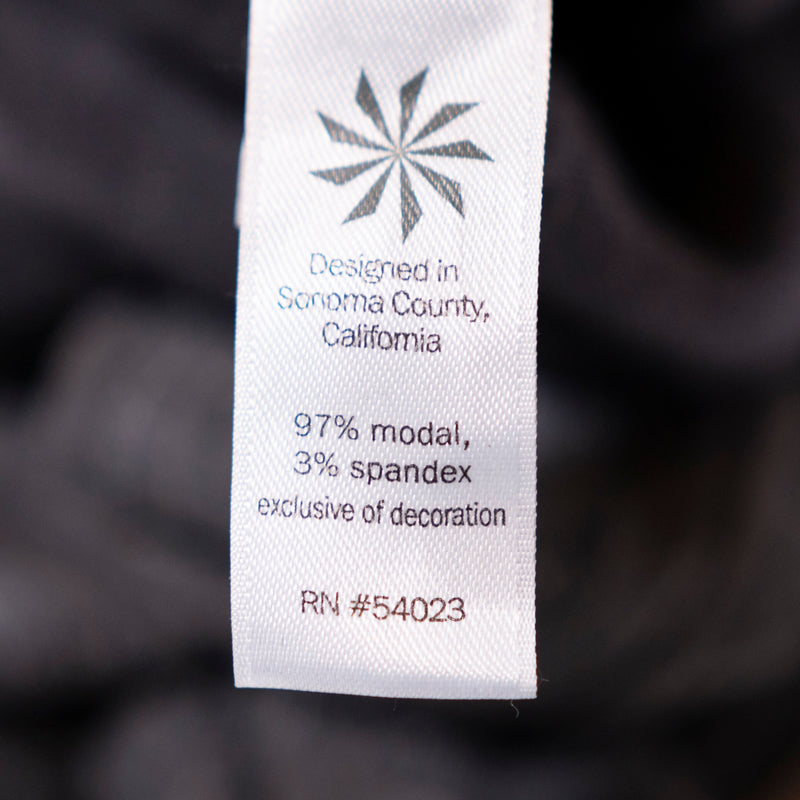 Designed in
Sonoma County,
California
97% modal,
3% spandex
exclusive of decoration
RN #54023